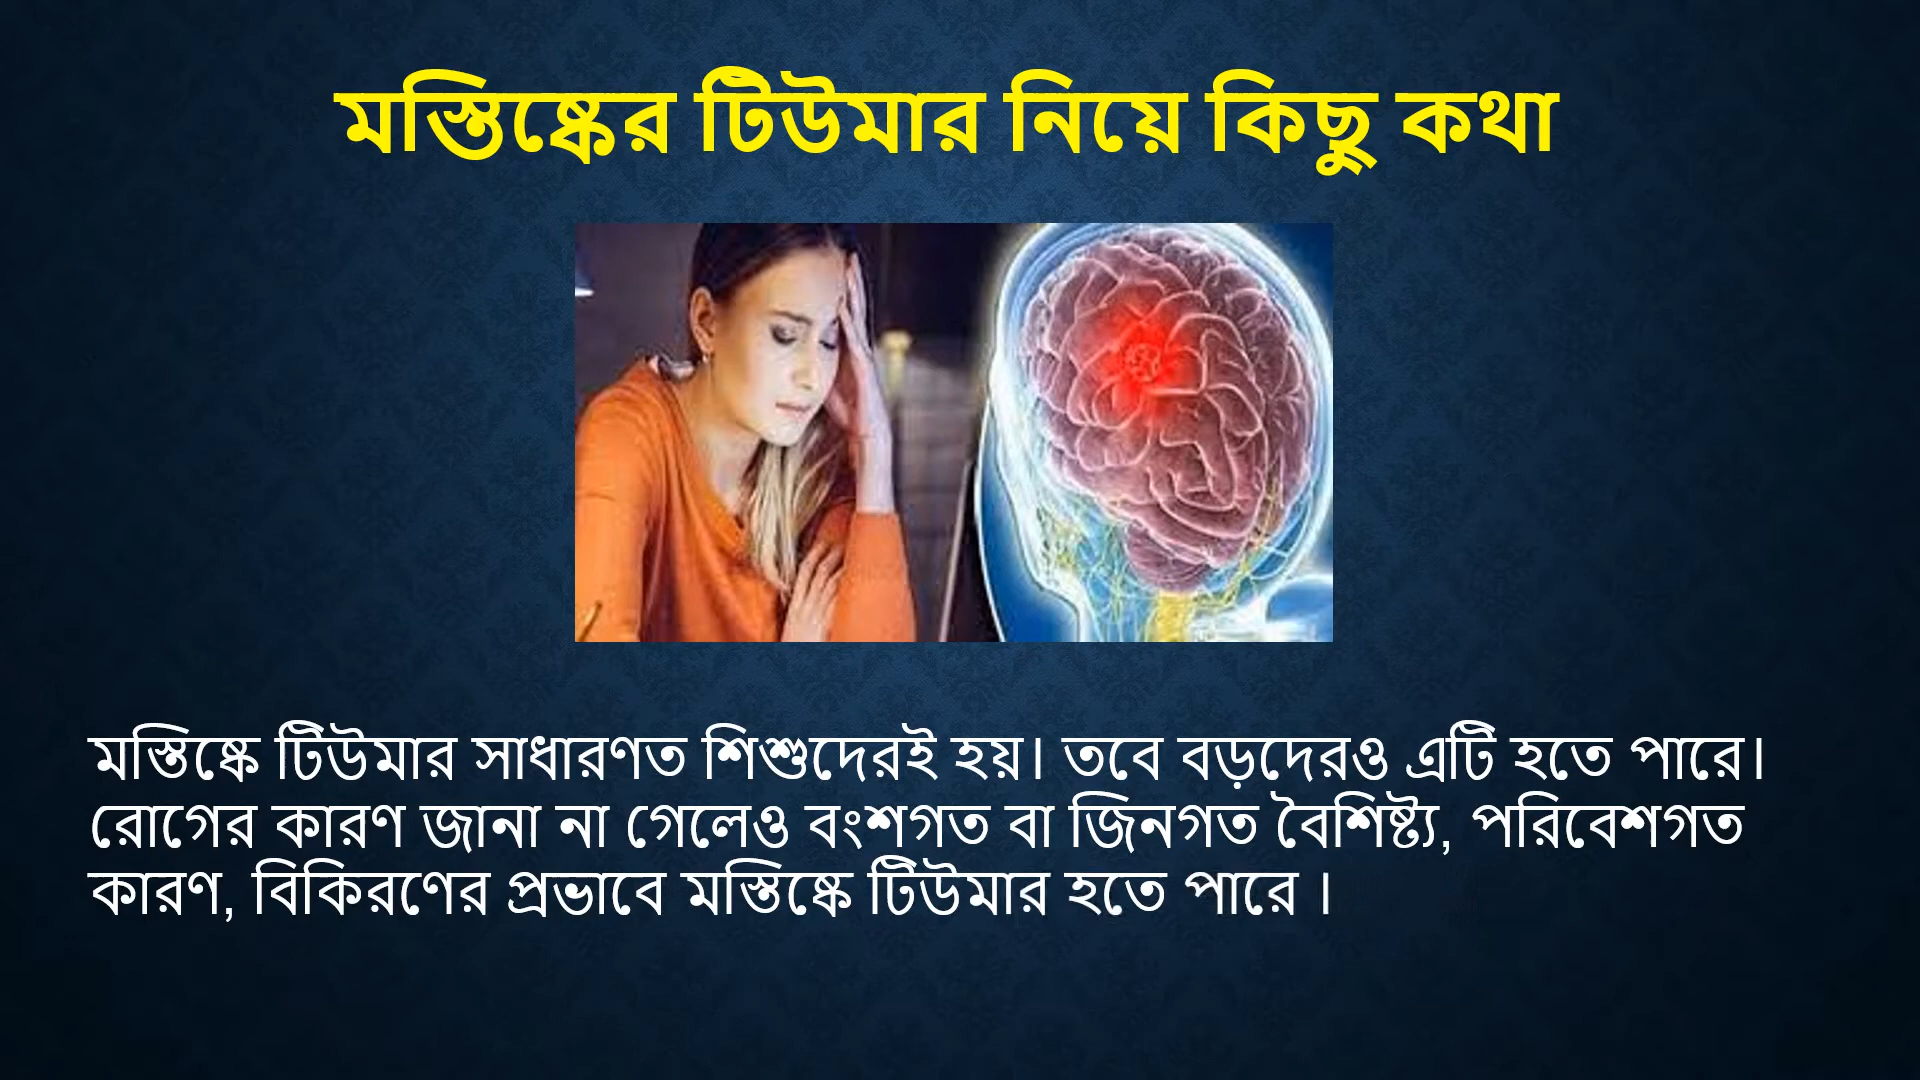 মস্তিষ্কের টিউমার নিয়ে কিছু কথা
মস্তিষ্কে টিউমার সাধারণত শিশুদেরই হয়। তবে বড়দেরও এটি হতে পারে।
রোগের কারণ জানা না গেলেও বংশগত বা জিনগত বৈশিষ্ট্য, পরিবেশগত
কারণ, বিকিরণের প্রভাবে মস্তিষ্কে টিউমার হতে পারে ।